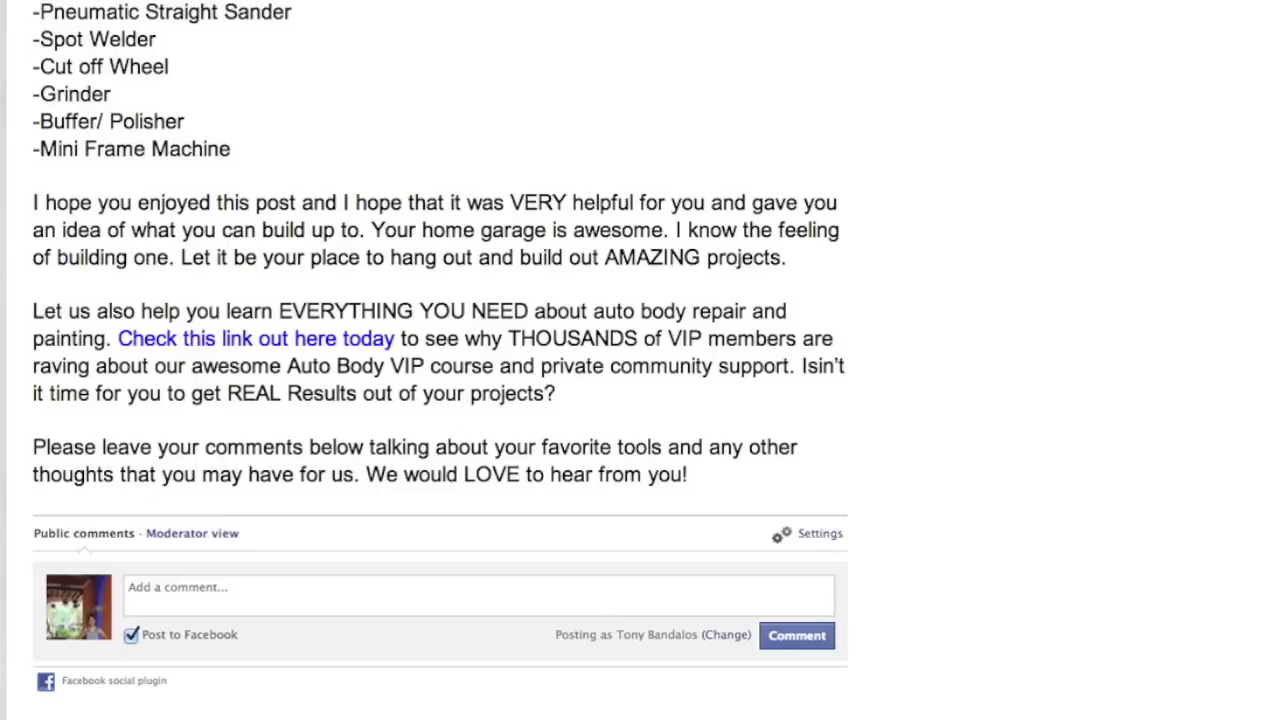 -Pneumatic Straight Sander
-Spot Welder
-Cut off Wheel
-Grinder
-Buffer/ Polisher
-Mini Frame Machine
I hope you enjoyed this post and I hope that it was VERY helpful for you and gave you
an idea of what you can build up to. Your home garage is awesome. I know the feeling
of building one. Let it be your place to hang out and build out AMAZING projects.
Let us also help you learn EVERYTHING YOU NEED about auto body repair and
painting. Check this link out here today to see why THOUSANDS of VIP members are
raving about our awesome Auto Body VIP course and private community support. Isin't
it time for you to get REAL Results out of your projects?
Please leave your comments below talking about your favorite tools and any other
thoughts that you may have for us. We would LOVE to hear from you!
Public comments · Moderator view Settings
Add a comment...
Post to Facebook Posting as Tony Bandalos (Change) Comment
Facebook social plugin